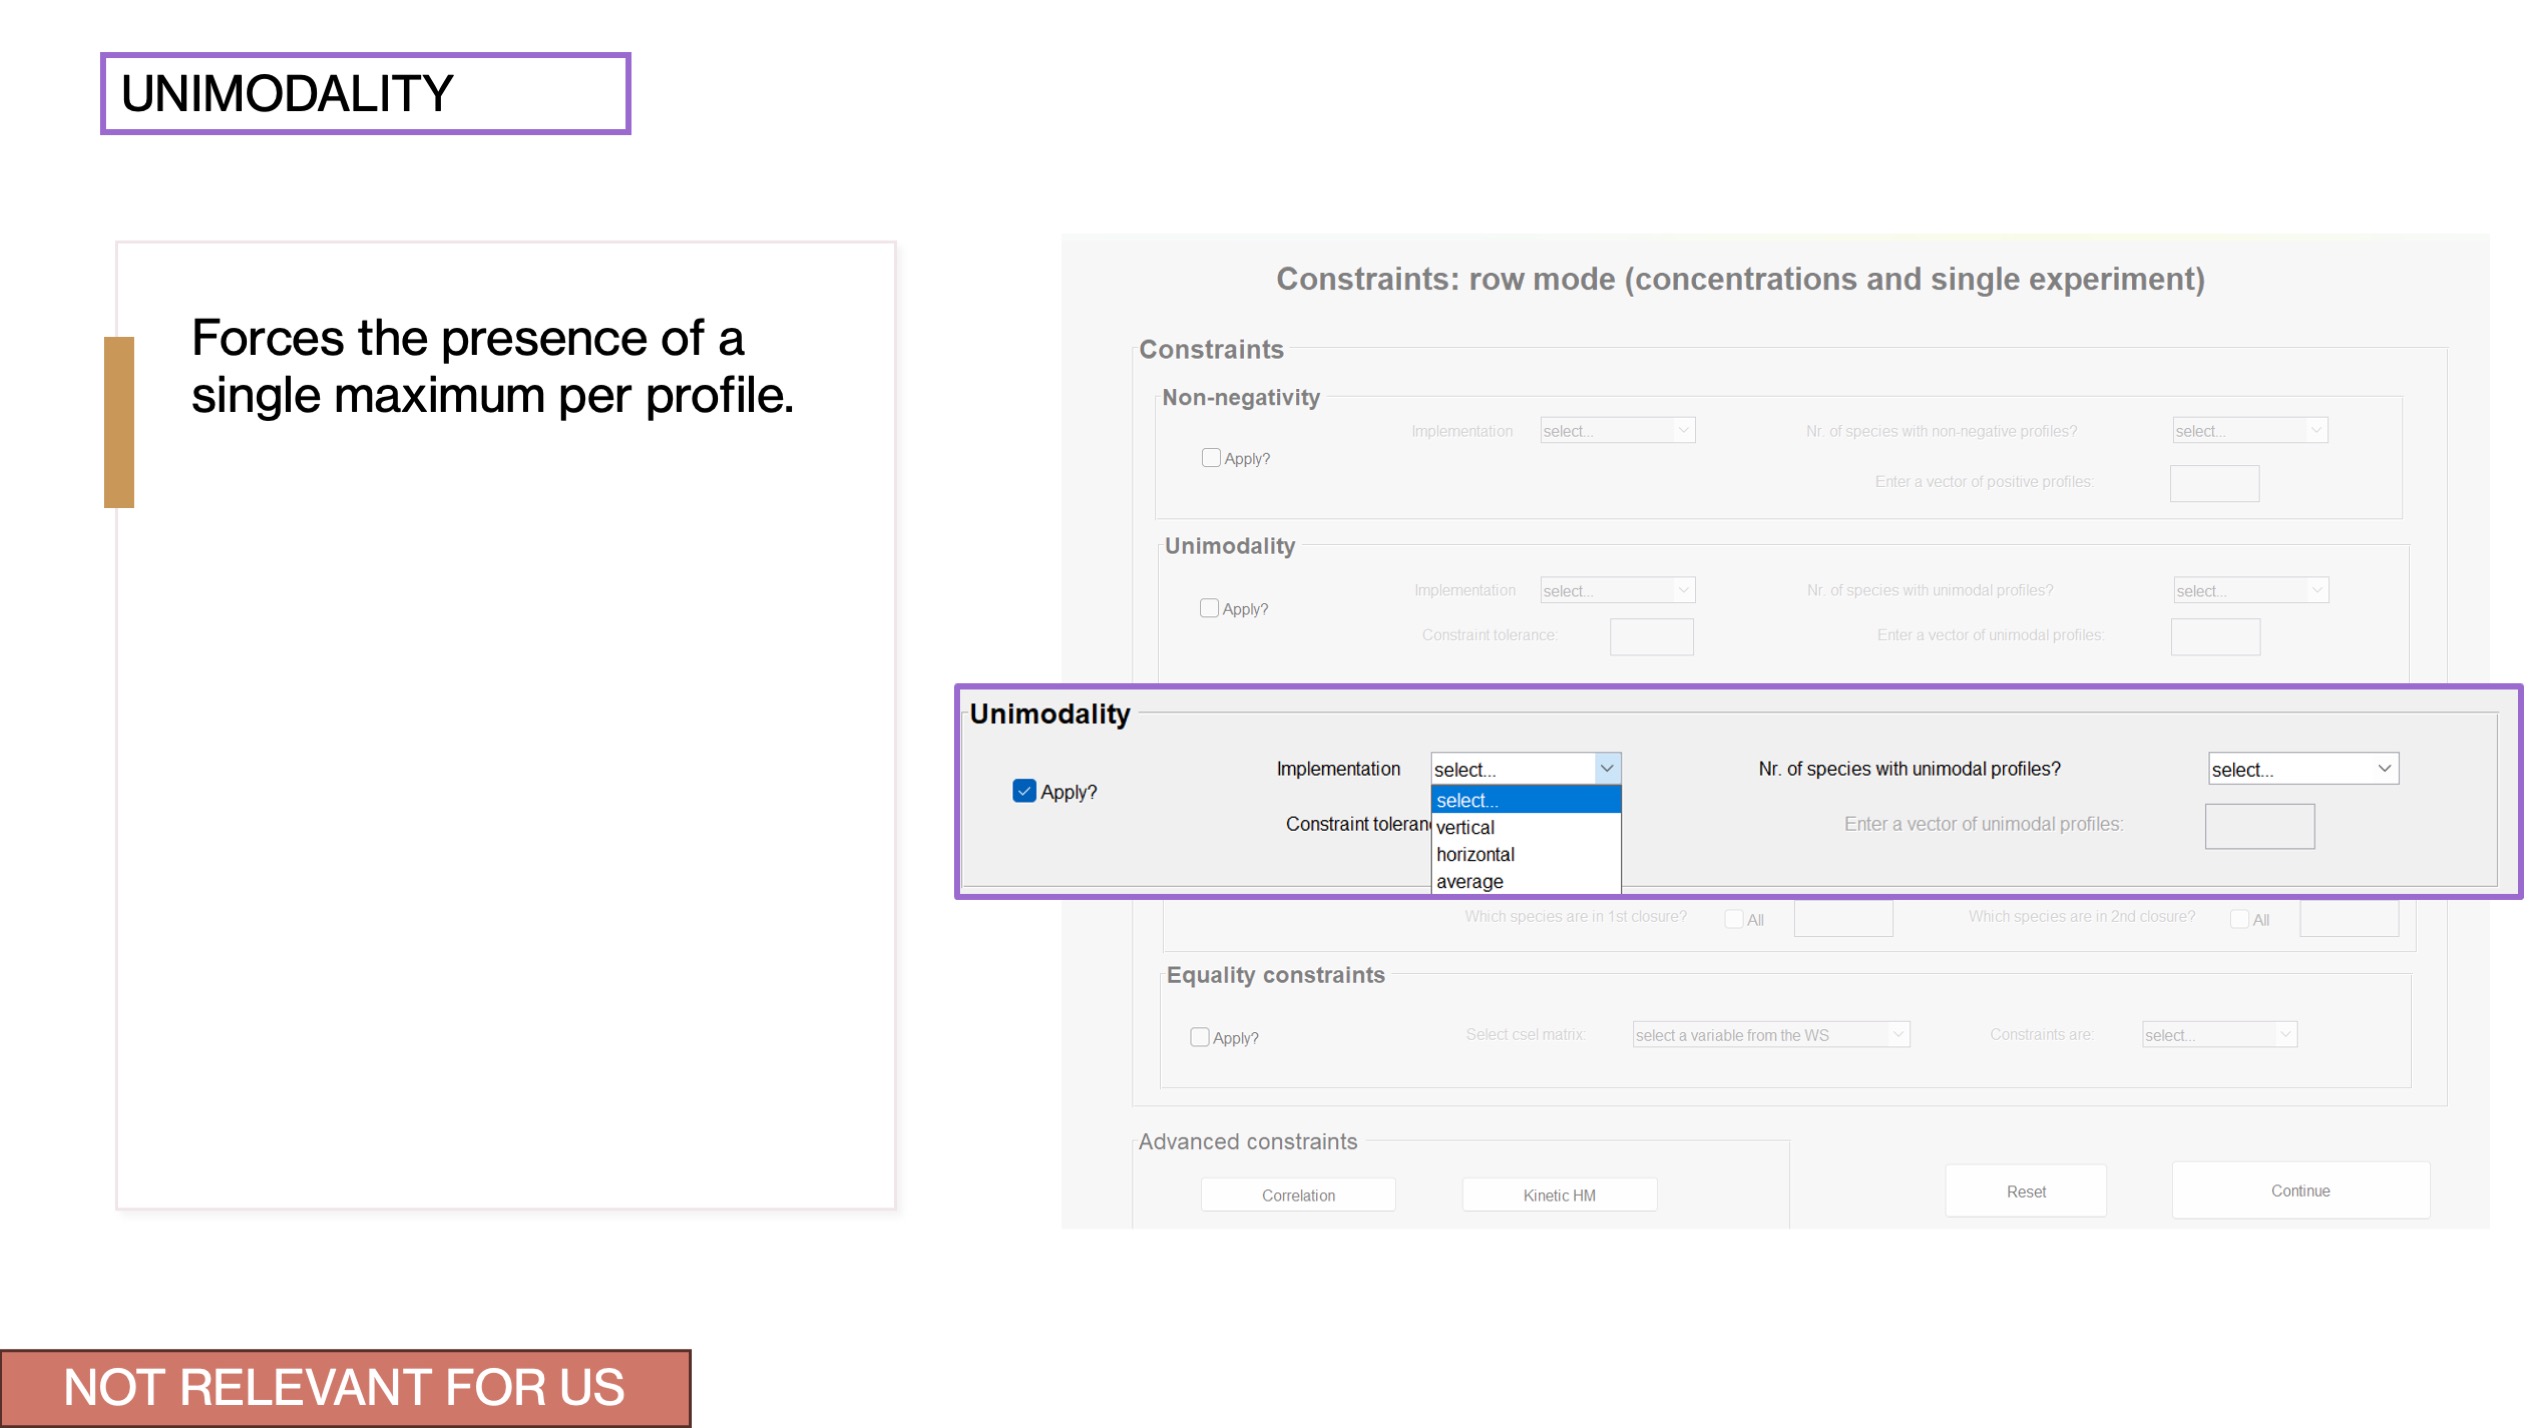 UNIMODALITY
Forces the presence of a
single maximum per profile.
Constraints: row mode (concentrations and single experiment)
Constraints
Non-negativity
Implementation select... Nr. of species with non-negative profiles? select...
Apply?
Enter a vector of positive profiles:
Unimodality
Implementation select... Nr. of species with unimodal profiles? select...
Apply?
Constraint tolerance: Enter a vector of unimodal profiles:
Unimodality
Implementation select... Nr. of species with unimodal profiles? select...
Apply?
select...
Constraint toleran Enter a vector of unimodal profiles:
vertical
horizontal
average
Which species are in 1st closure? All Which species are in 2nd closure? All
Equality constraints
Apply? Select csel matrix: select a variable from the WS Constraints are: select...
Advanced constraints
Correlation Kinetic HM Reset Continue
NOT RELEVANT FOR US